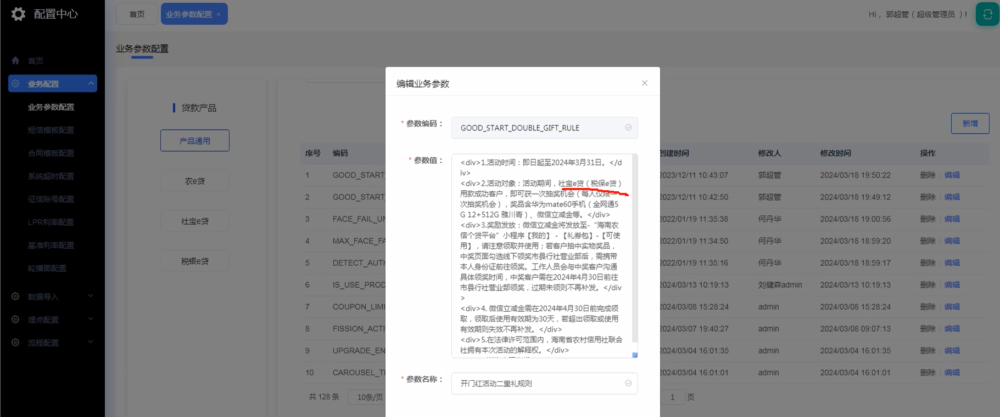 配置中心
首页
业务参数配置 ×
Hi， 郭超管（超级管理员 ）!
首页
业务配置
业务参数配置
短信模板配置
合同模板配置
系统超时配置
征信账号配置
LPR利率配置
基准利率配置
轮播图配置
数据导入
埋点配置
流程配置
业务参数配置
贷款产品
产品通用
农e贷
社宝e贷
税银e贷
新增
序号 编码 创建时间 修改人 修改时间 操作
1 GOOD_START_ 2023/12/11 10:43:07 郭超管 2024/03/18 19:50:22 删除 编辑
2 GOOD_START_ 2023/12/11 10:42:50 郭超管 2024/03/18 19:49:12 删除 编辑
3 FACE_FAIL_UN 2022/01/19 11:35:38 何丹华 2024/03/18 19:00:56 删除 编辑
4 MAX_FACE_FA 2022/01/19 11:34:50 何丹华 2024/03/18 18:59:20 删除 编辑
5 DETECT_AUTH 2022/01/19 11:35:16 何丹华 2024/03/18 18:59:17 删除 编辑
6 IS_USE_PROD 2024/03/13 10:19:13 刘健森admin 2024/03/13 10:19:13 删除 编辑
7 COUPON_LIMI 2024/03/08 15:28:24 admin 2024/03/08 15:28:24 删除 编辑
8 FISSION_ACTI 2024/03/07 19:40:27 admin 2024/03/08 09:07:13 删除 编辑
9 UPGRADE_EN 2024/03/04 16:01:35 admin 2024/03/04 16:01:35 删除 编辑
10 CAROUSEL_TI 2024/03/04 16:01:01 admin 2024/03/04 16:01:01 删除 编辑
共 128 条 10条/页 1 页
编辑业务参数
* 参数编码： GOOD_START_DOUBLE_GIFT_RULE
* 参数值：
<div>1.活动时间：即日起至2024年3月31日。</d
iv>
<div>2.活动对象：活动期间，社宝e贷（税保e贷）
用款成功客户，即可获一次抽奖机会（每人仅限一
次抽奖机会），奖品含华为mate60手机（全网通5
G 12+512G 雅川青）、微信立减金等。</div>
<div>3.奖励发放：微信立减金将发放至-“海南农
信个贷平台”小程序【我的】 - 【礼券包】-【可使
用】，请注意领取并使用；若客户抽中实物奖品，
中奖页面勾选线下领奖市县行社营业部后，需携带
本人身份证前往领奖。工作人员会与中奖客户沟通
具体领奖时间，中奖客户需在2024年4月30日前往
市县行社营业部领奖，过期未领则不再补发。</div
>
<div>4. 微信立减金需在2024年4月30日前完成领
取，领取后使用有效期为30天，若超出领取或使用
有效期则失效不再补发。</div>
<div>5.在法律许可范围内，海南省农村信用社联合
社拥有本次活动的解释权。</div>
* 参数名称： 开门红活动二重礼规则